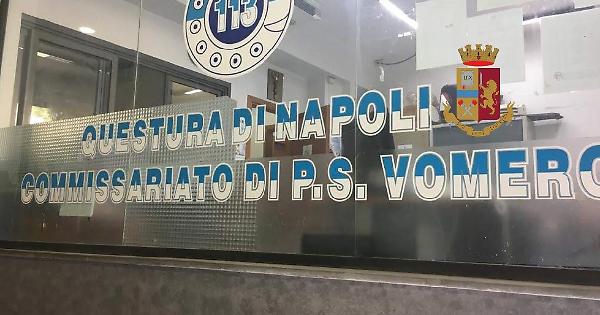 113
QUESTURA DI NAPOLI
COMMISSARIATO DI P.S. VOMERO